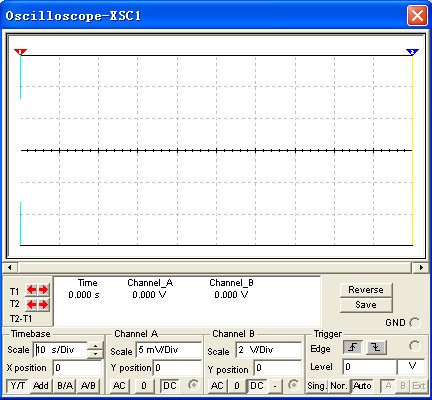 Oscilloscope-XSC1
1
2
Time Channel_A Channel_B
T1 0.000 s 0.000 V 0.000 V
T2
T2-T1
Reverse
Save
GND
Timebase Channel A Channel B Trigger
Scale 10 s/Div Scale 5 mV/Div Scale 2 V/Div Edge
X position 0 Y position 0 Y position 0 Level 0 V
Y/T Add B/A A/B AC 0 DC AC 0 DC - Sing. Nor. Auto A B Ext